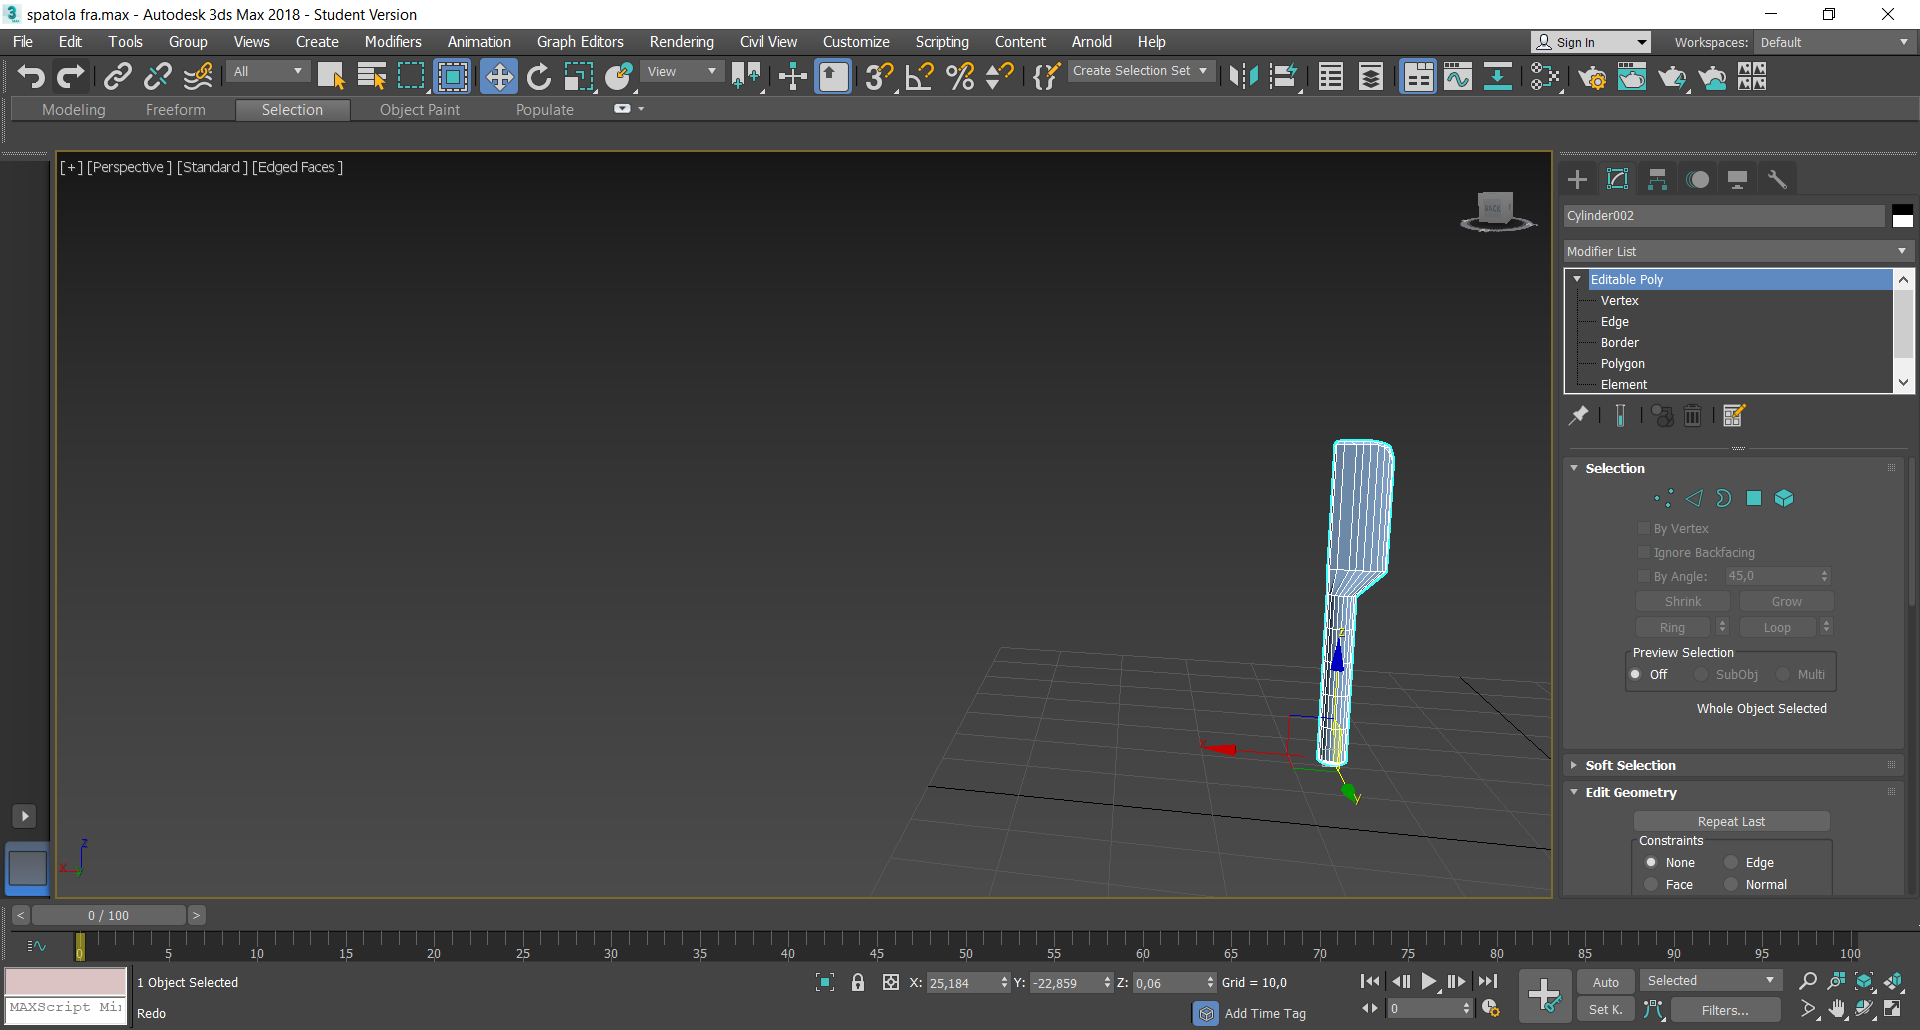 spatola fra.max - Autodesk 3ds Max 2018 - Student Version
File Edit Tools Group Views Create Modifiers Animation Graph Editors Rendering Civil View Customize Scripting Content Arnold Help
Sign In Workspaces: Default
All View Create Selection Set
Modeling Freeform Selection Object Paint Populate
[+] [Perspective ] [Standard ] [Edged Faces ]
BACK
Cylinder002
Modifier List
Editable Poly
Vertex
Edge
Border
Polygon
Element
Selection
By Vertex
Ignore Backfacing
By Angle: 45,0
Shrink Grow
Ring Loop
Preview Selection
Off SubObj Multi
Whole Object Selected
Soft Selection
Edit Geometry
Repeat Last
Constraints
None Edge
Face Normal
z
x
y
z
x
y
< 0 / 100 >
0 5 10 15 20 25 30 35 40 45 50 55 60 65 70 75 80 85 90 95 100
1 Object Selected
X: 25,184 Y: -22,859 Z: 0,06 Grid = 10,0
Auto Selected
MAXScript Mi
Redo
Add Time Tag
0
Set K. Filters...